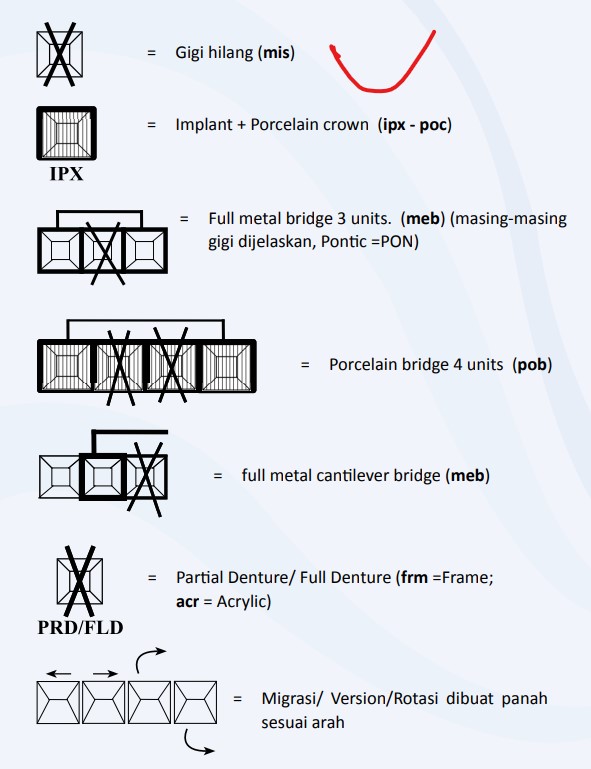 = Gigi hilang (mis)
= Implant + Porcelain crown (ipx - poc)
IPX
= Full metal bridge 3 units. (meb) (masing-masing
gigi dijelaskan, Pontic =PON)
= Porcelain bridge 4 units (pob)
= full metal cantilever bridge (meb)
= Partial Denture/ Full Denture (frm =Frame;
acr = Acrylic)
PRD/FLD
= Migrasi/ Version/Rotasi dibuat panah
sesuai arah